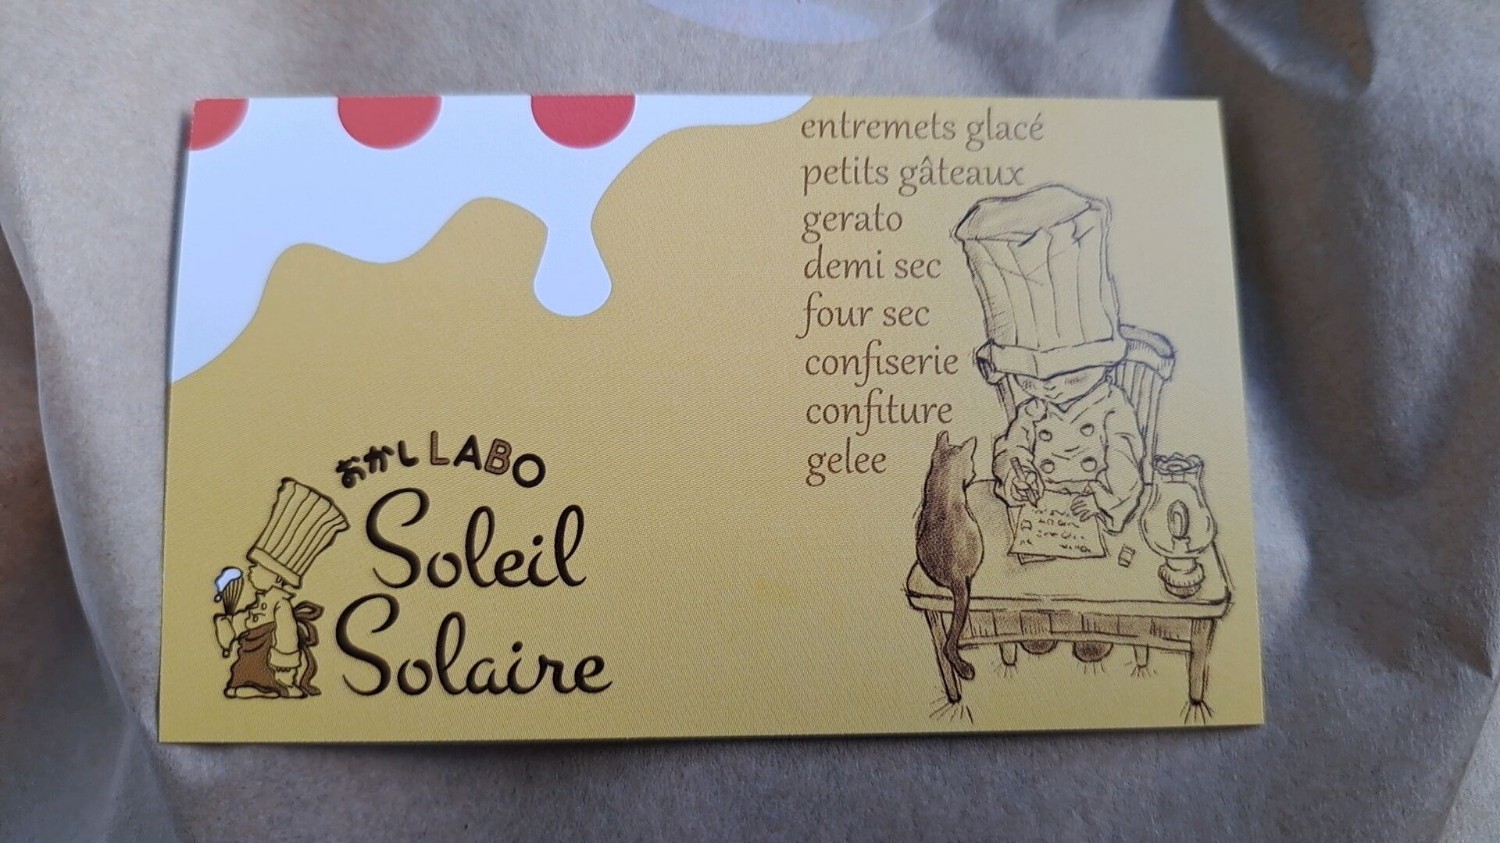 entremets glacé
petits gâteaux
gerato
demi sec
four sec
confiserie
confiture
gelee
おかしLABO
Soleil
Solaire